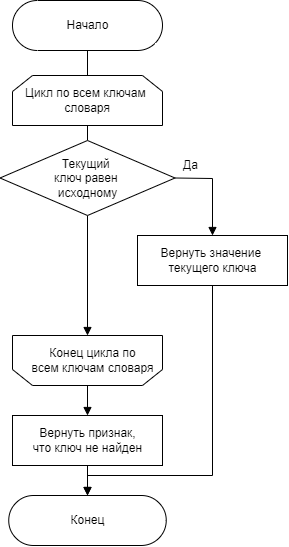 Начало
Цикл по всем ключам
словаря
Текущий
ключ равен
исходному
Да
Вернуть значение
текущего ключа
Конец цикла по
всем ключам словаря
Вернуть признак,
что ключ не найден
Конец